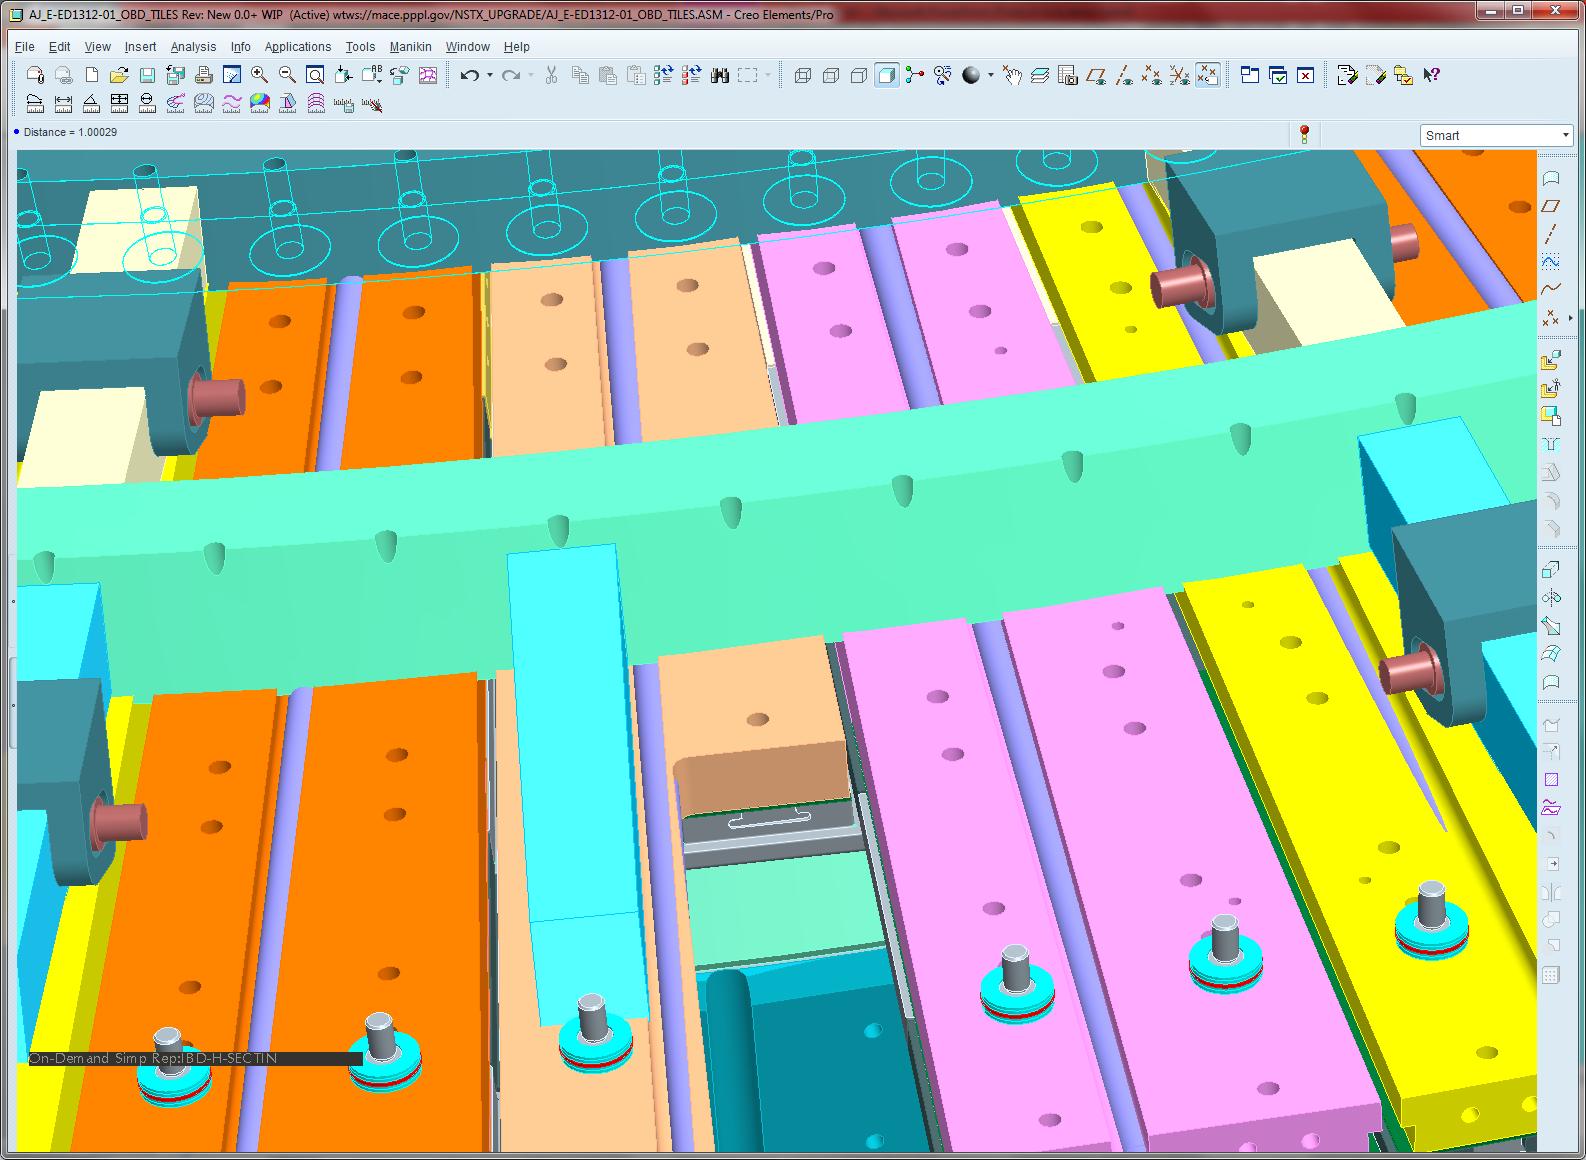 AJ_E-ED1312-01_OBD_TILES Rev: New 0.0+ WIP (Active) wtws://mace.pppl.gov/NSTX_UPGRADE/AJ_E-ED1312-01_OBD_TILES.ASM - Creo Elements/Pro
File Edit View Insert Analysis Info Applications Tools Manikin Window Help
Distance = 1.00029
Smart
On-Demand Simp Rep:IBD-H-SECTIN